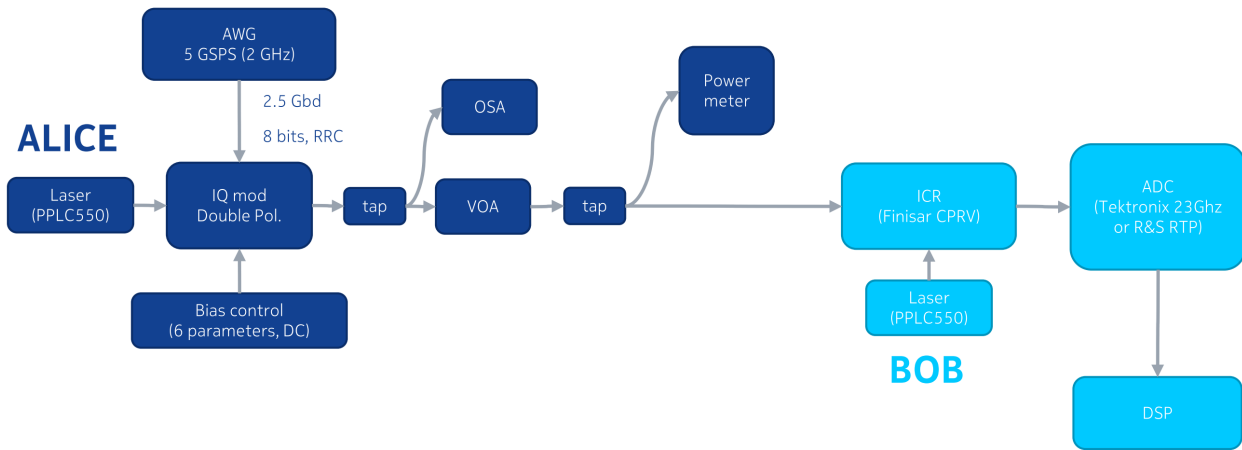 AWG
5 GSPS (2 GHz)
2.5 Gbd
8 bits, RRC
ALICE
Laser
(PPLC550)
IQ mod
Double Pol.
Bias control
(6 parameters, DC)
tap
OSA
VOA
tap
Power
meter
ICR
(Finisar CPRV)
Laser
(PPLC550)
BOB
ADC
(Tektronix 23Ghz
or R&S RTP)
DSP